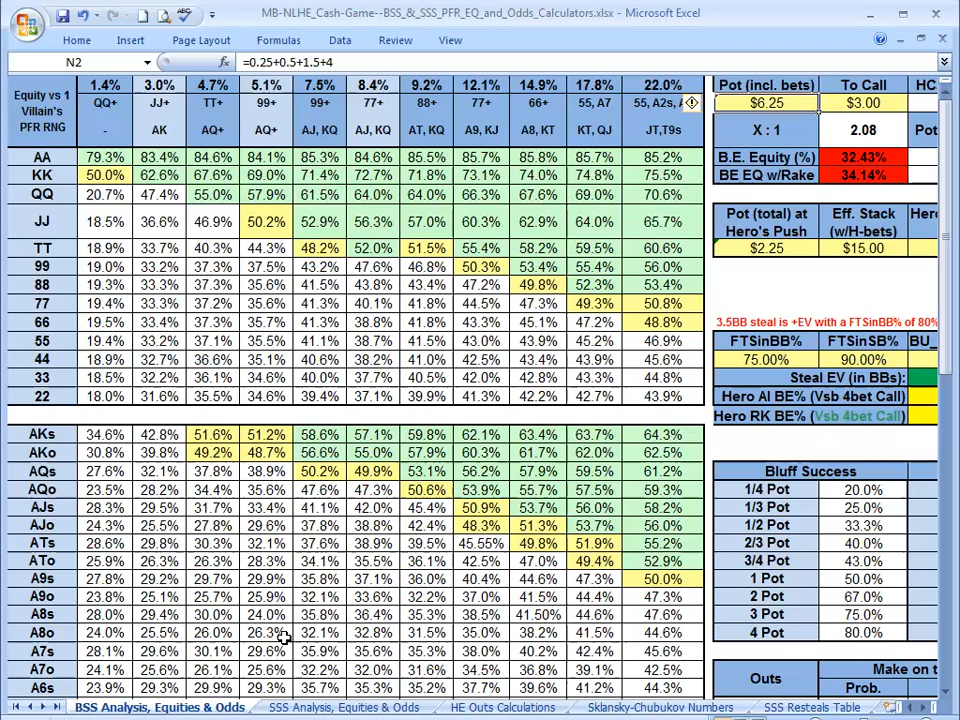 MB-NLHE_Cash-Game--BSS_&_SSS_PFR_EQ_and_Odds_Calculators.xlsx - Microsoft Excel
Home Insert Page Layout Formulas Data Review View
N2 fx =0.25+0.5+1.5+4
Equity vs 1 Villain's PFR RNG 1.4% 3.0% 4.7% 5.1% 7.5% 8.4% 9.2% 12.1% 14.9% 17.8% 22.0% Pot (incl. bets) To Call HC
QQ+ JJ+ TT+ 99+ 99+ 77+ 88+ 77+ 66+ 55, A7 55, A2s, $6.25 $3.00
- AK AQ+ AQ+ AJ, KQ AJ, KQ AT, KQ A9, KJ A8, KT KT, QJ JT,T9s X : 1 2.08 Pot
AA 79.3% 83.4% 84.6% 84.1% 85.3% 84.6% 85.5% 85.7% 85.8% 85.7% 85.2% B.E. Equity (%) 32.43%
KK 50.0% 62.6% 67.6% 69.0% 71.4% 72.7% 71.8% 73.1% 74.0% 74.8% 75.5% BE EQ w/Rake 34.14%
QQ 20.7% 47.4% 55.0% 57.9% 61.5% 64.0% 64.0% 66.3% 67.6% 69.0% 70.6%
JJ 18.5% 36.6% 46.9% 50.2% 52.9% 56.3% 57.0% 60.3% 62.9% 64.0% 65.7% Pot (total) at Hero's Push Eff. Stack (w/H-bets) Hero
TT 18.9% 33.7% 40.3% 44.3% 48.2% 52.0% 51.5% 55.4% 58.2% 59.5% 60.6% $2.25 $15.00
99 19.0% 33.2% 37.3% 37.5% 43.2% 47.6% 46.8% 50.3% 53.4% 55.4% 56.0%
88 19.3% 33.3% 37.3% 36.6% 41.5% 43.8% 43.4% 47.2% 49.8% 52.3% 53.4%
77 19.4% 33.3% 37.2% 35.6% 41.3% 40.1% 41.8% 44.5% 47.3% 49.3% 50.8%
66 19.5% 33.4% 37.3% 35.7% 41.3% 38.8% 41.8% 43.3% 45.1% 47.2% 48.8% 3.5BB steal is +EV with a FTSinBB% of 80%
55 19.4% 33.2% 37.1% 35.7% 41.1% 38.7% 41.5% 43.0% 43.9% 45.2% 46.9% FTSinBB% FTSinSB% BU_
44 18.9% 32.7% 36.6% 35.1% 40.6% 38.2% 41.0% 42.5% 43.4% 43.9% 45.6% 75.00% 90.00%
33 18.5% 32.2% 36.1% 34.6% 40.0% 37.7% 40.5% 42.0% 42.8% 43.3% 44.8% Steal EV (in BBs):
22 18.0% 31.6% 35.5% 34.6% 39.4% 37.1% 39.9% 41.3% 42.2% 42.7% 43.9% Hero AI BE% (Vsb 4bet Call)
Hero RK BE% (Vsb 4bet Call)
AKs 34.6% 42.8% 51.6% 51.2% 58.6% 57.1% 59.8% 62.1% 63.4% 63.7% 64.3%
AKo 30.8% 39.8% 49.2% 48.7% 56.6% 55.0% 57.9% 60.3% 61.7% 62.0% 62.5%
AQs 27.6% 32.1% 37.8% 38.9% 50.2% 49.9% 53.1% 56.2% 57.9% 59.5% 61.2% Bluff Success
AQo 23.5% 28.2% 34.4% 35.6% 47.6% 47.3% 50.6% 53.9% 55.7% 57.5% 59.3% 1/4 Pot 20.0%
AJs 28.3% 29.5% 31.7% 33.4% 41.1% 42.0% 45.4% 50.9% 53.7% 56.0% 58.2% 1/3 Pot 25.0%
AJo 24.3% 25.5% 27.8% 29.6% 37.8% 38.8% 42.4% 48.3% 51.3% 53.7% 56.0% 1/2 Pot 33.3%
ATs 28.6% 29.8% 30.3% 32.1% 37.6% 38.9% 39.5% 45.55% 49.8% 51.9% 55.2% 2/3 Pot 40.0%
ATo 25.9% 26.3% 26.3% 28.3% 34.1% 35.5% 36.1% 42.5% 47.0% 49.4% 52.9% 3/4 Pot 43.0%
A9s 27.8% 29.2% 29.7% 29.9% 35.8% 37.1% 36.0% 40.4% 44.6% 47.3% 50.0% 1 Pot 50.0%
A9o 23.8% 25.1% 25.7% 25.9% 32.1% 33.6% 32.2% 37.0% 41.5% 44.4% 47.3% 2 Pot 67.0%
A8s 28.0% 29.4% 30.0% 24.0% 35.8% 36.4% 35.3% 38.5% 41.50% 44.6% 47.6% 3 Pot 75.0%
A8o 24.0% 25.5% 26.0% 26.3% 32.1% 32.8% 31.5% 35.0% 38.2% 41.5% 44.6% 4 Pot 80.0%
A7s 28.1% 29.6% 30.1% 29.6% 35.9% 35.6% 35.3% 38.0% 40.2% 42.4% 45.6%
A7o 24.1% 25.6% 26.1% 25.6% 32.2% 32.0% 31.6% 34.5% 36.8% 39.1% 42.5% Outs Make on t
A6s 23.9% 29.3% 29.9% 29.3% 35.7% 35.3% 35.2% 37.7% 39.6% 41.2% 44.3% Prob. Odds
BSS Analysis, Equities & Odds SSS Analysis, Equities & Odds HE Outs Calculations Sklansky-Chubukov Numbers SSS Resteals Table